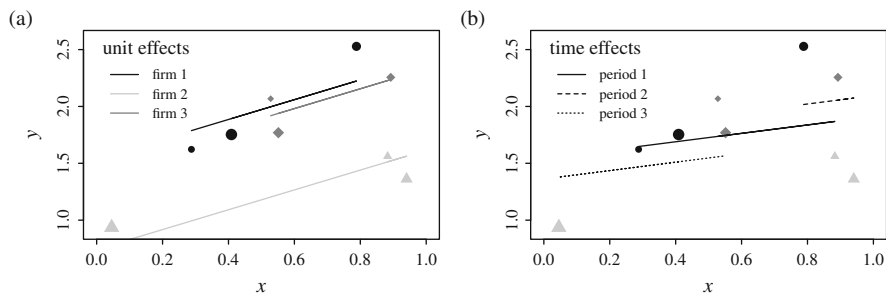 (a)
unit effects
firm 1
firm 2
firm 3
y
2.5
2.0
1.5
1.0
0.0 0.2 0.4 0.6 0.8 1.0
x
(b)
time effects
period 1
period 2
period 3
y
2.5
2.0
1.5
1.0
0.0 0.2 0.4 0.6 0.8 1.0
x